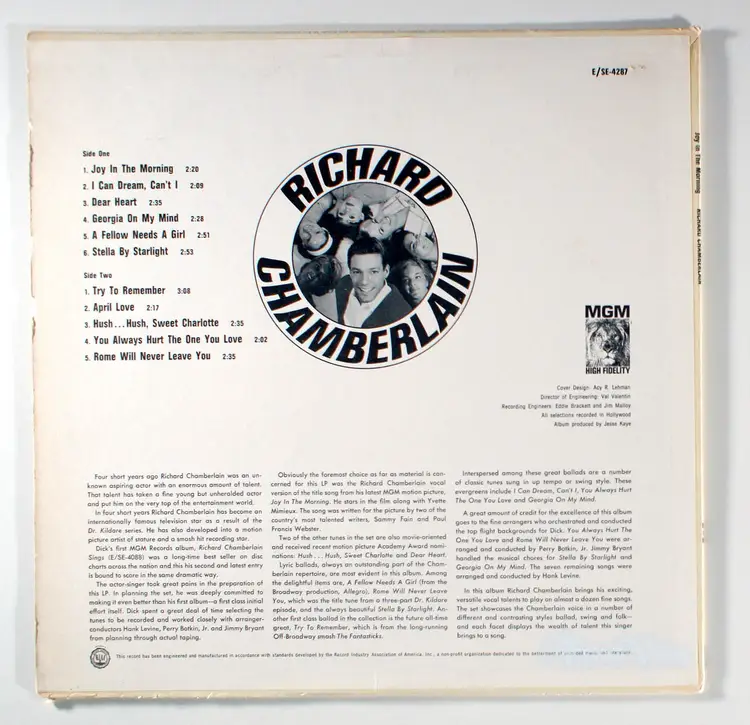 E/SE-4287
Side One
1. Joy In The Morning 2:20
2. I Can Dream, Can't I 2:09
3. Dear Heart 2:35
4. Georgia On My Mind 2:28
5. A Fellow Needs A Girl 2:51
6. Stella By Starlight 2:53
Side Two
1. Try To Remember 3:08
2. April Love 2:17
3. Hush...Hush, Sweet Charlotte 2:35
4. You Always Hurt The One You Love 2:02
5. Rome Will Never Leave You 2:35
RICHARD
CHAMBERLAIN
Joy In The Morning RICHARD CHAMBERLAIN
MGM
HIGH FIDELITY
Cover Design: Acy R. Lehman
Director of Engineering: Val Valentin
Recording Engineers: Eddie Brackett and Jim Malloy
All selections recorded in Hollywood
Album produced by Jesse Kaye
Four short years ago Richard Chamberlain was an un-
known aspiring actor with an enormous amount of talent.
That talent has taken a fine young but unheralded actor
and put him on the very top of the entertainment world.
In four short years Richard Chamberlain has become an
internationally famous television star as a result of the
Dr. Kildare series. He has also developed into a motion
picture artist of stature and a smash hit recording star.
Dick's first MGM Records album, Richard Chamberlain
Sings (E/SE-4088) was a long-time best seller on disc
charts across the nation and this his second and latest entry
is bound to score in the same dramatic way.
The actor-singer took great pains in the preparation of
this LP. In planning the set, he was deeply committed to
making it even better than his first album—a first class initial
effort itself. Dick spent a great deal of time selecting the
tunes to be recorded and worked closely with arranger-
conductors Hank Levine, Perry Botkin, Jr. and Jimmy Bryant
from planning through actual taping.
Obviously the foremost choice as far as material is con-
cerned for this LP was the Richard Chamberlain vocal
version of the title song from his latest MGM motion picture,
Joy In The Morning. He stars in the film along with Yvette
Mimieux. The song was written for the picture by two of the
country's most talented writers, Sammy Fain and Paul
Francis Webster.
Two of the other tunes in the set are also movie-oriented
and received recent motion picture Academy Award nomi-
nations: Hush...Hush, Sweet Charlotte and Dear Heart.
Lyric ballads, always an outstanding part of the Cham-
berlain repertoire, are most evident in this album. Among
the delightful items are, A Fellow Needs A Girl (from the
Broadway production, Allegro), Rome Will Never Leave
You, which was the title tune from a three-part Dr. Kildare
episode, and the always beautiful Stella By Starlight. An-
other first class ballad in the collection is the future all-time
great, Try To Remember, which is from the long-running
Off-Broadway smash The Fantasticks.
Interspersed among these great ballads are a number
of classic tunes sung in up tempo or swing style. These
evergreens include I Can Dream, Can't I, You Always Hurt
The One You Love and Georgia On My Mind.
A great amount of credit for the excellence of this album
goes to the fine arrangers who orchestrated and conducted
the top flight backgrounds for Dick. You Always Hurt The
One You Love and Rome Will Never Leave You were ar-
ranged and conducted by Perry Botkin, Jr. Jimmy Bryant
handled the musical chores for Stella By Starlight and
Georgia On My Mind. The seven remaining songs were
arranged and conducted by Hank Levine.
In this album Richard Chamberlain brings his exciting,
versatile vocal talents to play on almost a dozen fine songs.
The set showcases the Chamberlain voice in a number of
different and contrasting styles ballad, swing and folk—
and each facet displays the wealth of talent this singer
brings to a song.
This record has been engineered and manufactured in accordance with standards developed by the Record Industry Association of America, Inc., a non-profit organization dedicated to the betterment of